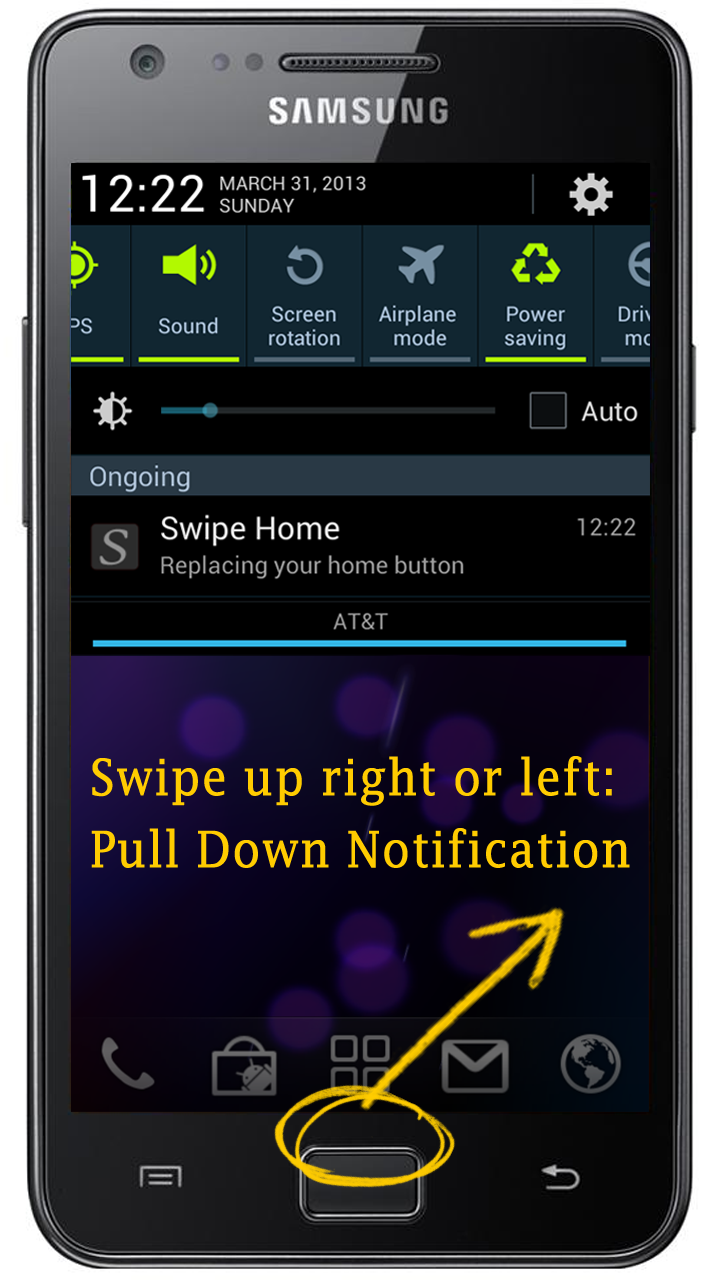 SAMSUNG
12:22 MARCH 31, 2013
SUNDAY
PS Sound Screen rotation Airplane mode Power saving Driv mo
Auto
Ongoing
S Swipe Home 12:22
Replacing your home button
AT&T
Swipe up right or left:
Pull Down Notification